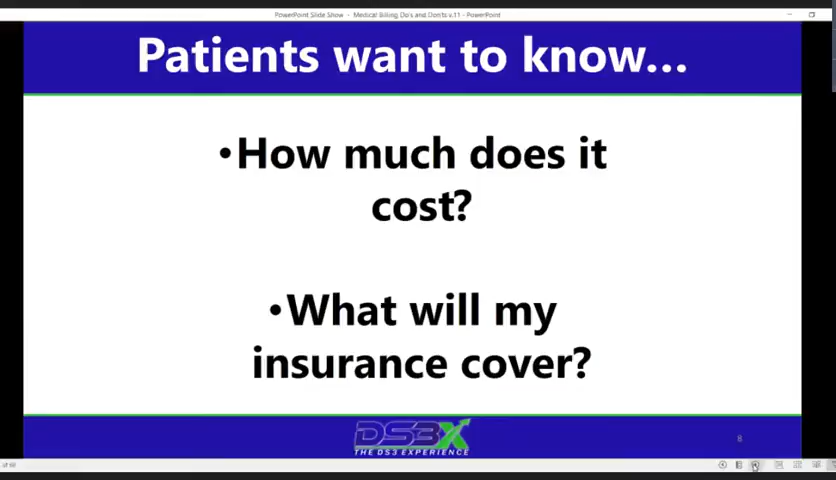 PowerPoint Slide Show - Medical Billing Do's and Don'ts v.11 - PowerPoint
Patients want to know...
•How much does it
cost?
•What will my
insurance cover?
DS3X
THE DS3 EXPERIENCE
8